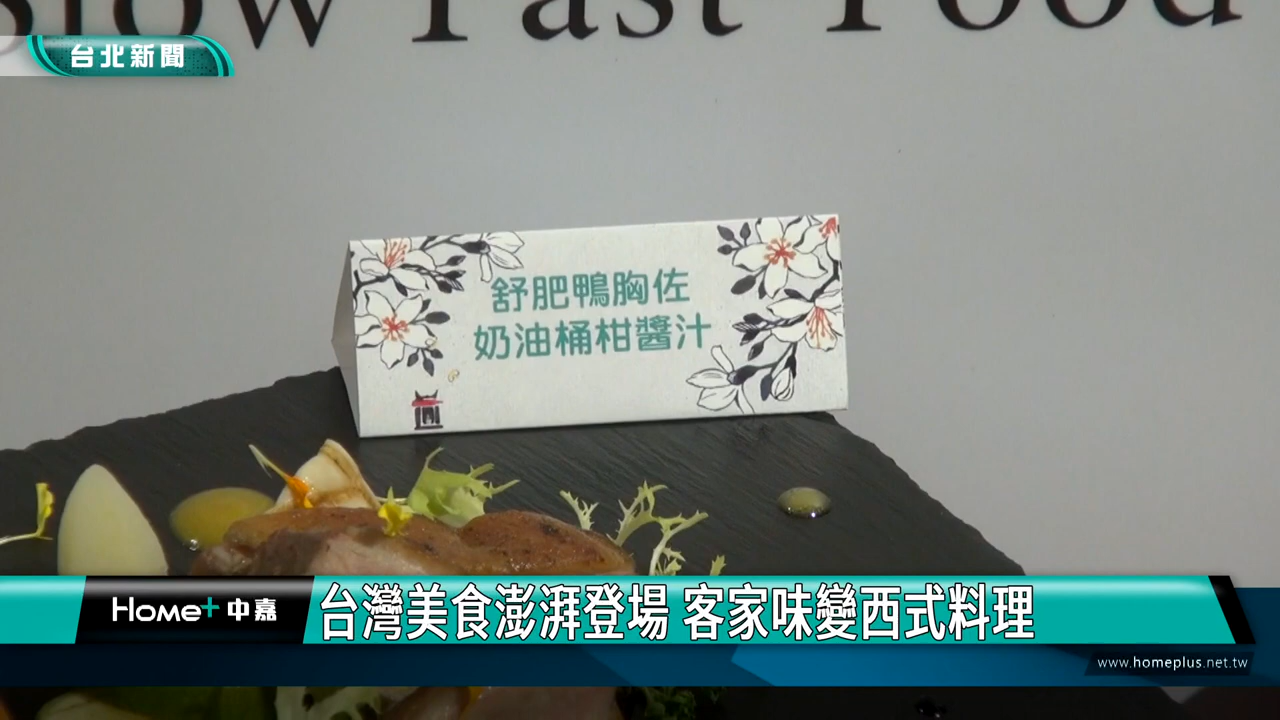 Slow Fast Food
台北新聞
舒肥鴨胸佐
奶油桶柑醬汁
Home+中嘉
台灣美食澎湃登場 客家味變西式料理
www.homeplus.net.tw